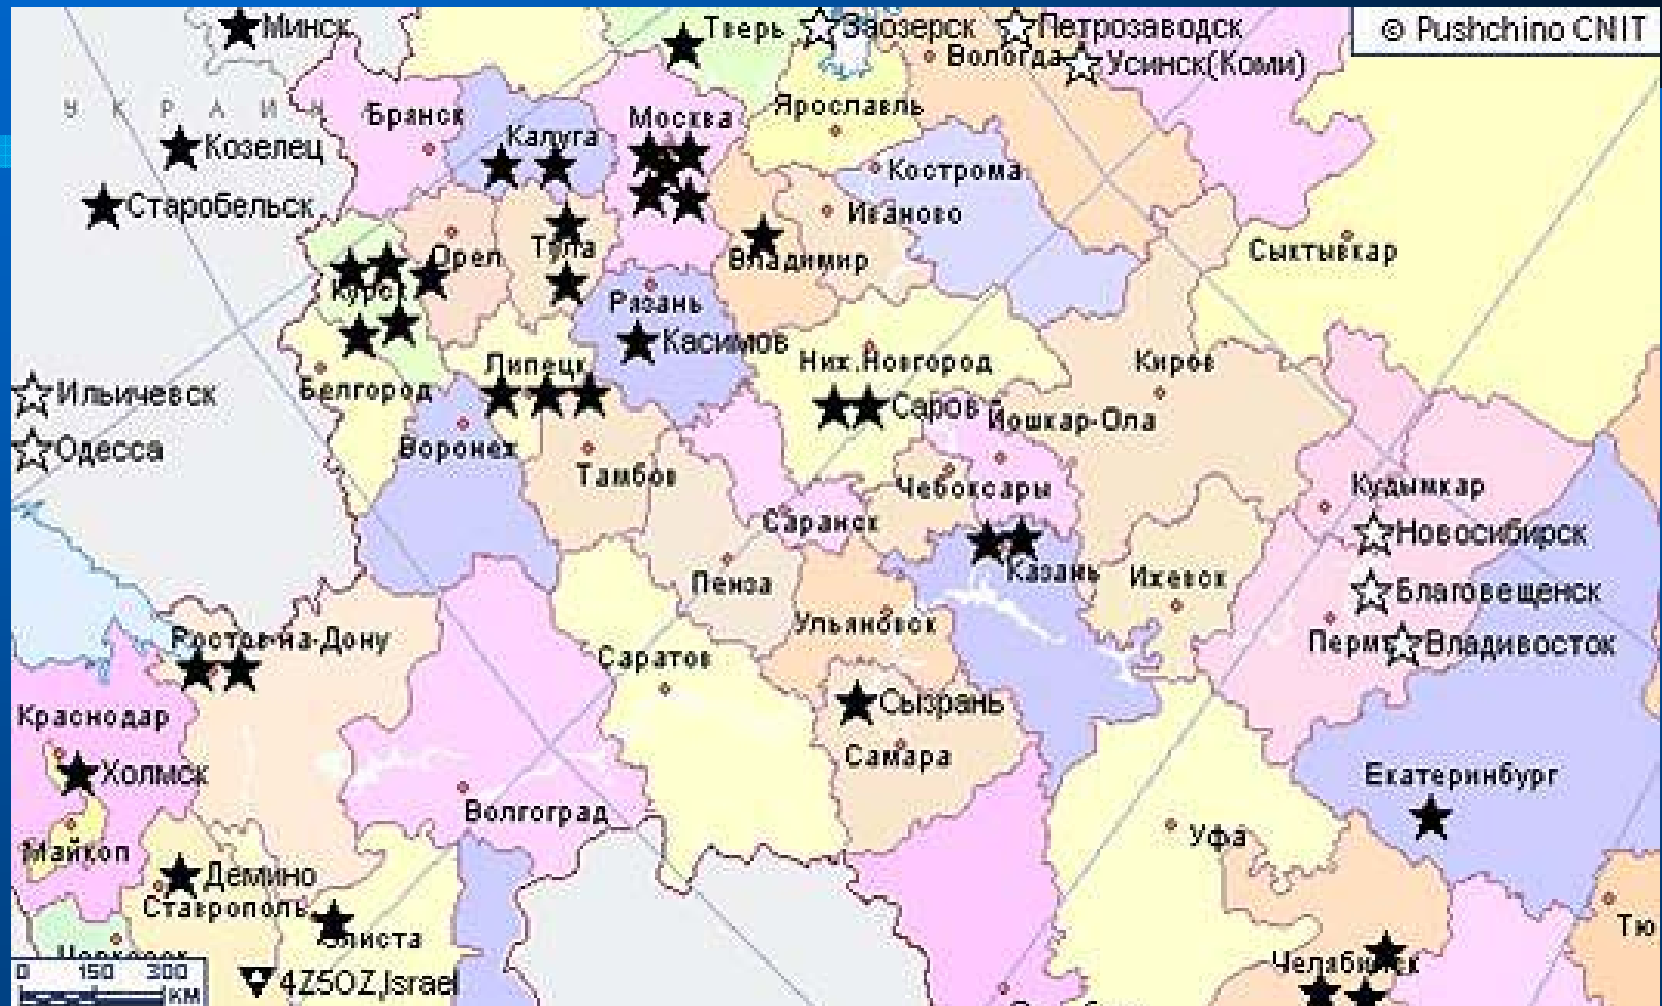 Минск
Тверь
Заозерск
Петрозаводск
© Pushchino CNIT
Вологда
Усинск(Коми)
У К Р А И Н
Брянск
Калуга
Москва
Ярославль
Козелец
Кострома
Старобельск
Иваново
Орел
Тула
Владимир
Сыктывкар
Курск
Рязань
Касимов
Липецк
Них.Новгород
Киров
Ильичевск
Белгород
Саров
Йошкар-Ола
Одесса
Воронеж
Тамбов
Чебоксары
Кудымкар
Саранск
Новосибирск
Пенза
Казань
Ижевск
Благовещенск
Ростов-на-Дону
Ульяновск
Пермь
Владивосток
Саратов
Краснодар
Сызрань
Самара
Холмск
Екатеринбург
Волгоград
Уфа
Майкоп
Демино
Ставрополь
Элиста
Тю
Челябинск
0 150 300
КМ
4Z5OZ,Israel